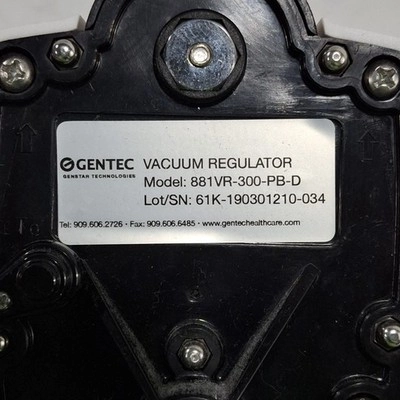 GENTEC
GENSTAR TECHNOLOGIES
VACUUM REGULATOR
Model: 881VR-300-PB-D
Lot/SN: 61K-190301210-034
Tel: 909.606.2726 - Fax: 909.606.6485 - www.gentechealthcare.com